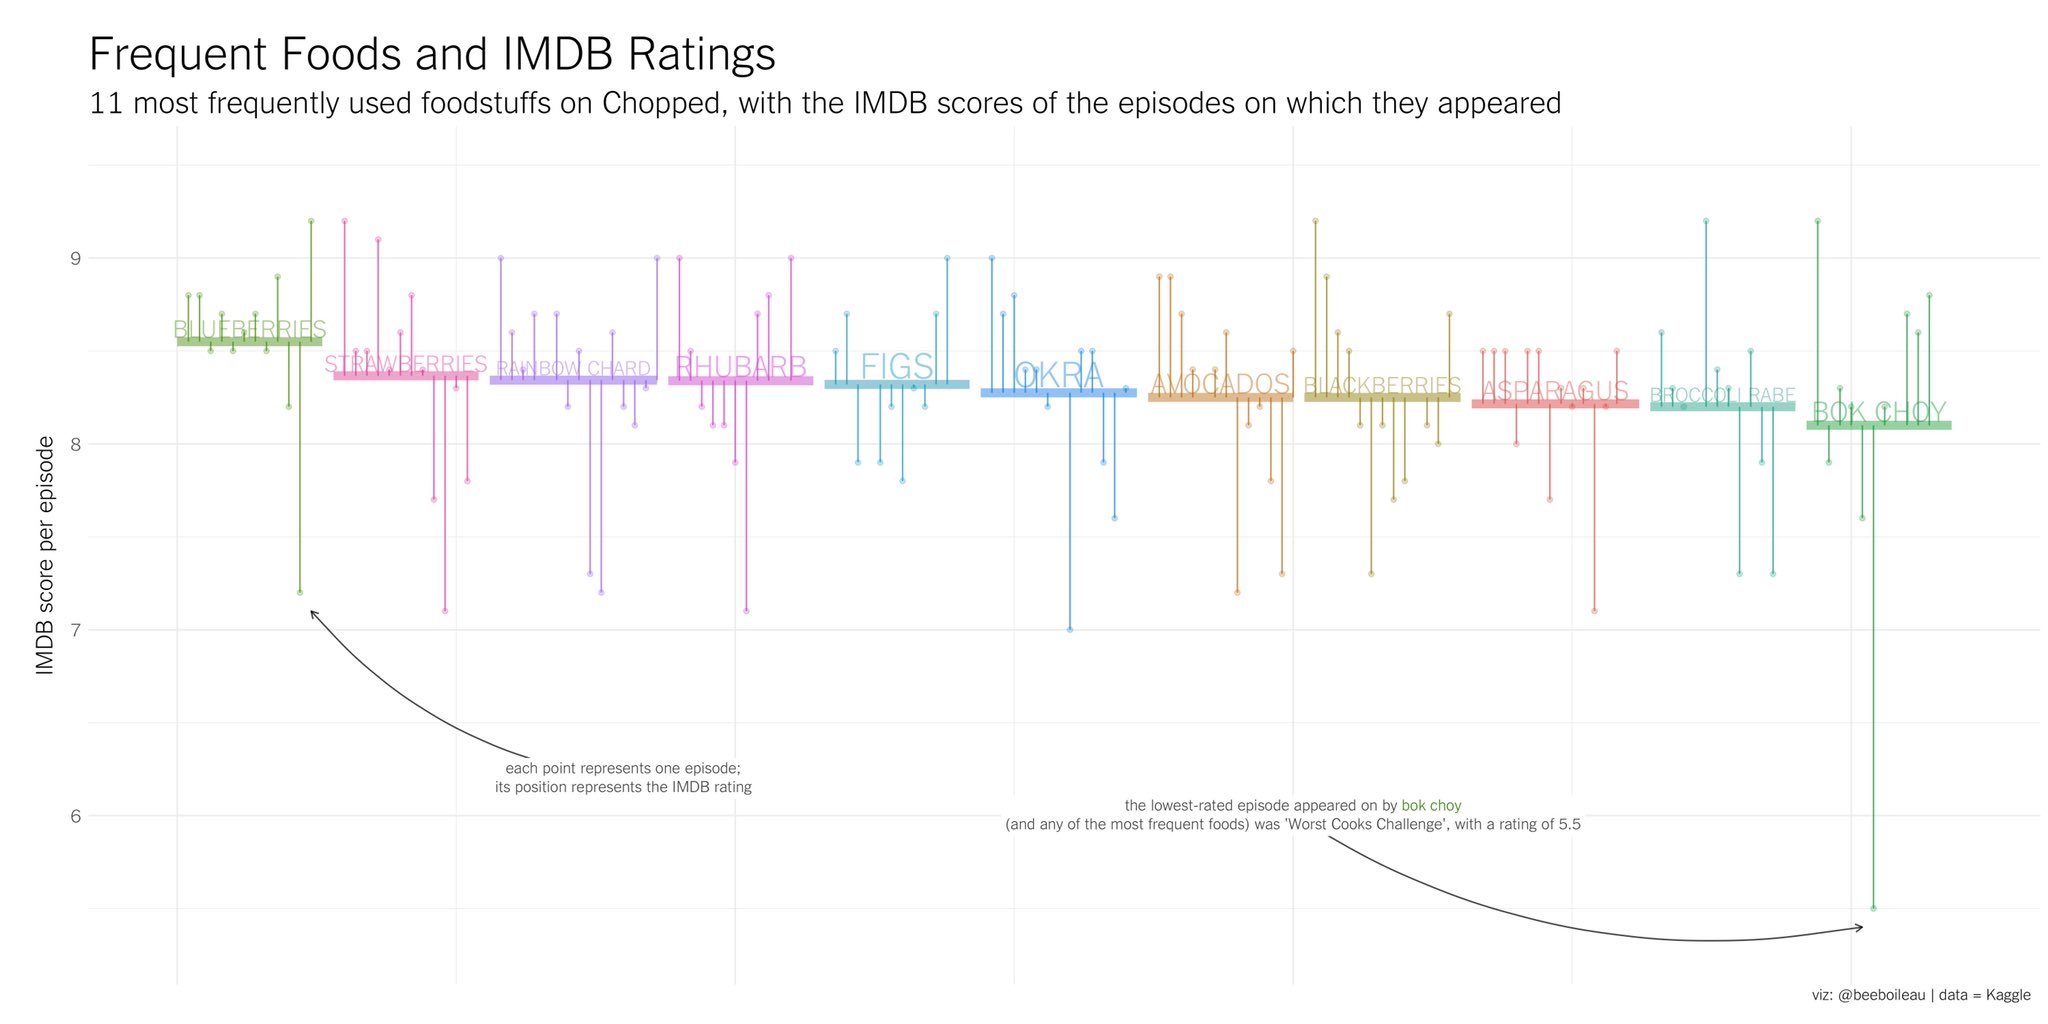 Frequent Foods and IMDB Ratings
11 most frequently used foodstuffs on Chopped, with the IMDB scores of the episodes on which they appeared
IMDB score per episode
9
8
7
6
BLUEBERRIES
STRAWBERRIES
RAINBOW CHARD
RHUBARB
FIGS
OKRA
AVOCADOS
BLACKBERRIES
ASPARAGUS
BROCCOLI RABE
BOK CHOY
each point represents one episode;
its position represents the IMDB rating
the lowest-rated episode appeared on by bok choy
(and any of the most frequent foods) was 'Worst Cooks Challenge', with a rating of 5.5
viz: @beeboileau | data = Kaggle